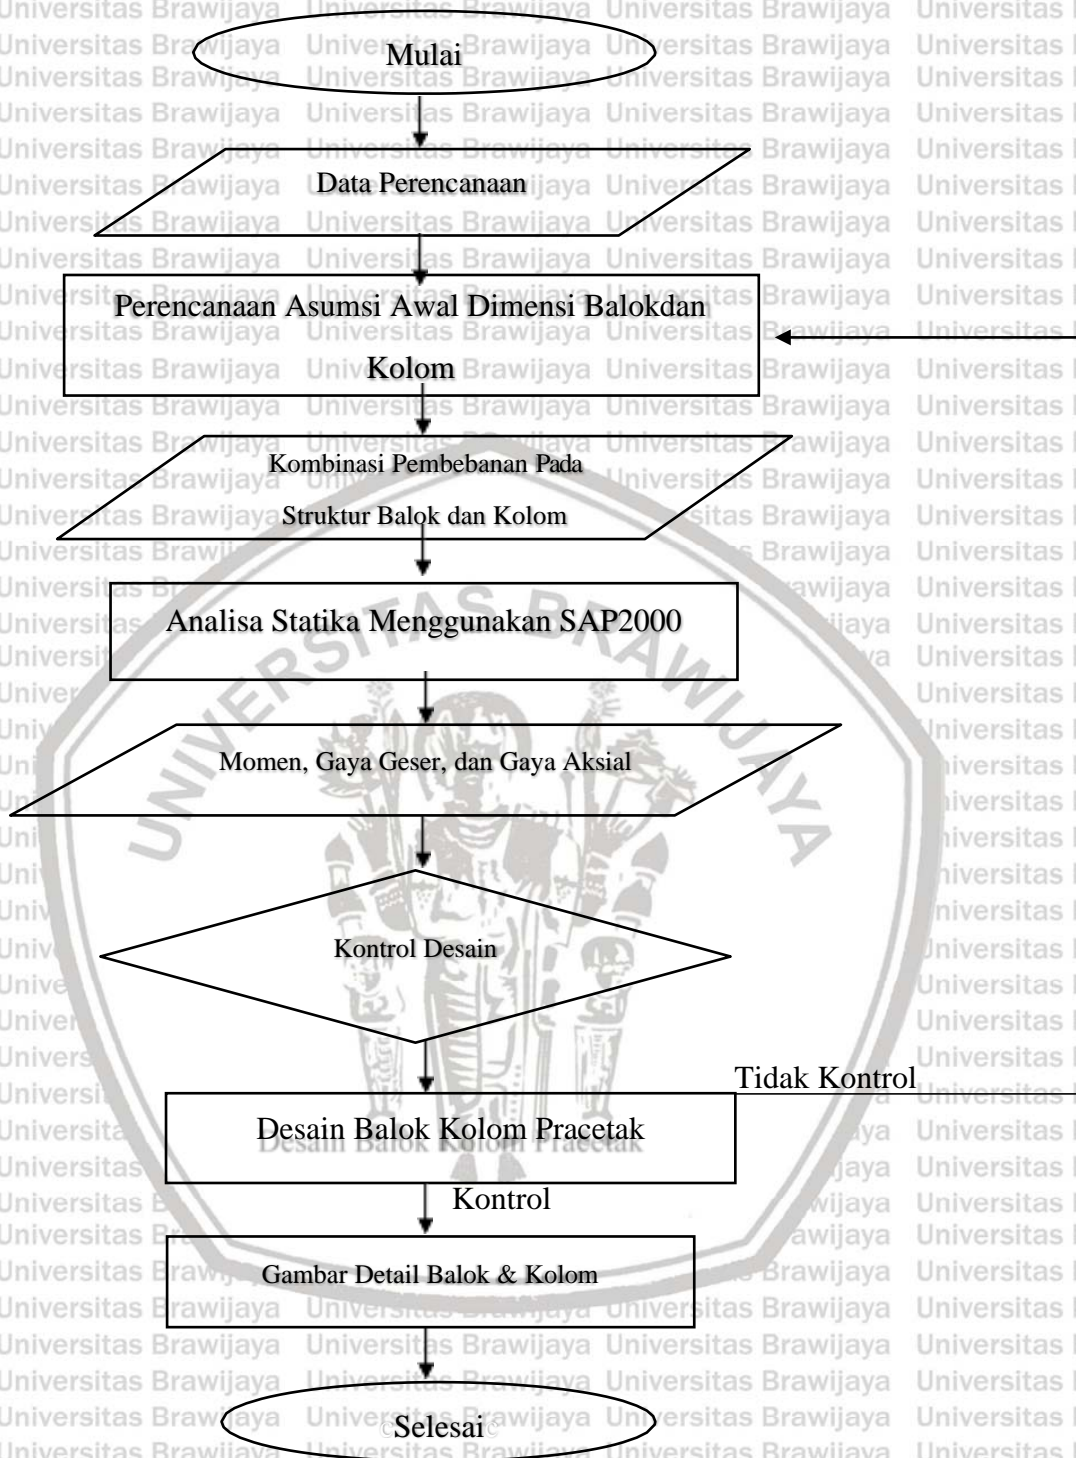 Mulai
Data Perencanaan
Perencanaan Asumsi Awal Dimensi Balokdan
Kolom
Kombinasi Pembebanan Pada
Struktur Balok dan Kolom
Analisa Statika Menggunakan SAP2000
Momen, Gaya Geser, dan Gaya Aksial
Kontrol Desain
Tidak Kontrol
Desain Balok Kolom Pracetak
Kontrol
Gambar Detail Balok & Kolom
Selesai
UNIVERSITAS BRAWIJAYA